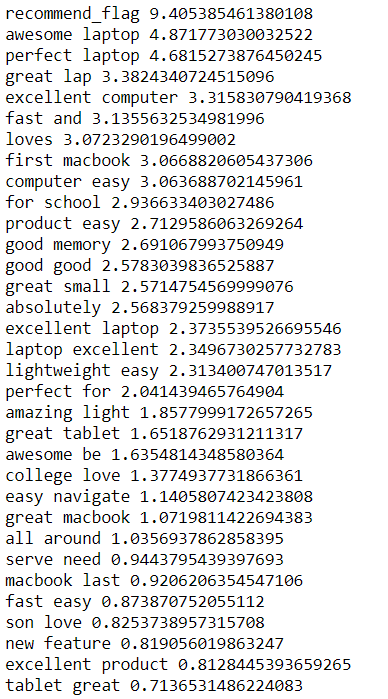 recommend_flag 9.405385461380108
awesome laptop 4.871773030032522
perfect laptop 4.6815273876450245
great lap 3.3824340724515096
excellent computer 3.315830790419368
fast and 3.1355632534981996
loves 3.0723290196499002
first macbook 3.0668820605437306
computer easy 3.063688702145961
for school 2.936633403027486
product easy 2.7129586063269264
good memory 2.691067993750949
good good 2.5783039836525887
great small 2.5714754569999076
absolutely 2.568379259988917
excellent laptop 2.3735539526695546
laptop excellent 2.3496730257732783
lightweight easy 2.313400747013517
perfect for 2.041439465764904
amazing light 1.8577999172657265
great tablet 1.6518762931211317
awesome be 1.6354814348580364
college love 1.3774937731866361
easy navigate 1.1405807423423808
great macbook 1.0719811422694383
all around 1.0356937862858395
serve need 0.9443795439397693
macbook last 0.9206206354547106
fast easy 0.873870752055112
son love 0.8253738957315708
new feature 0.819056019863247
excellent product 0.8128445393659265
tablet great 0.7136531486224083